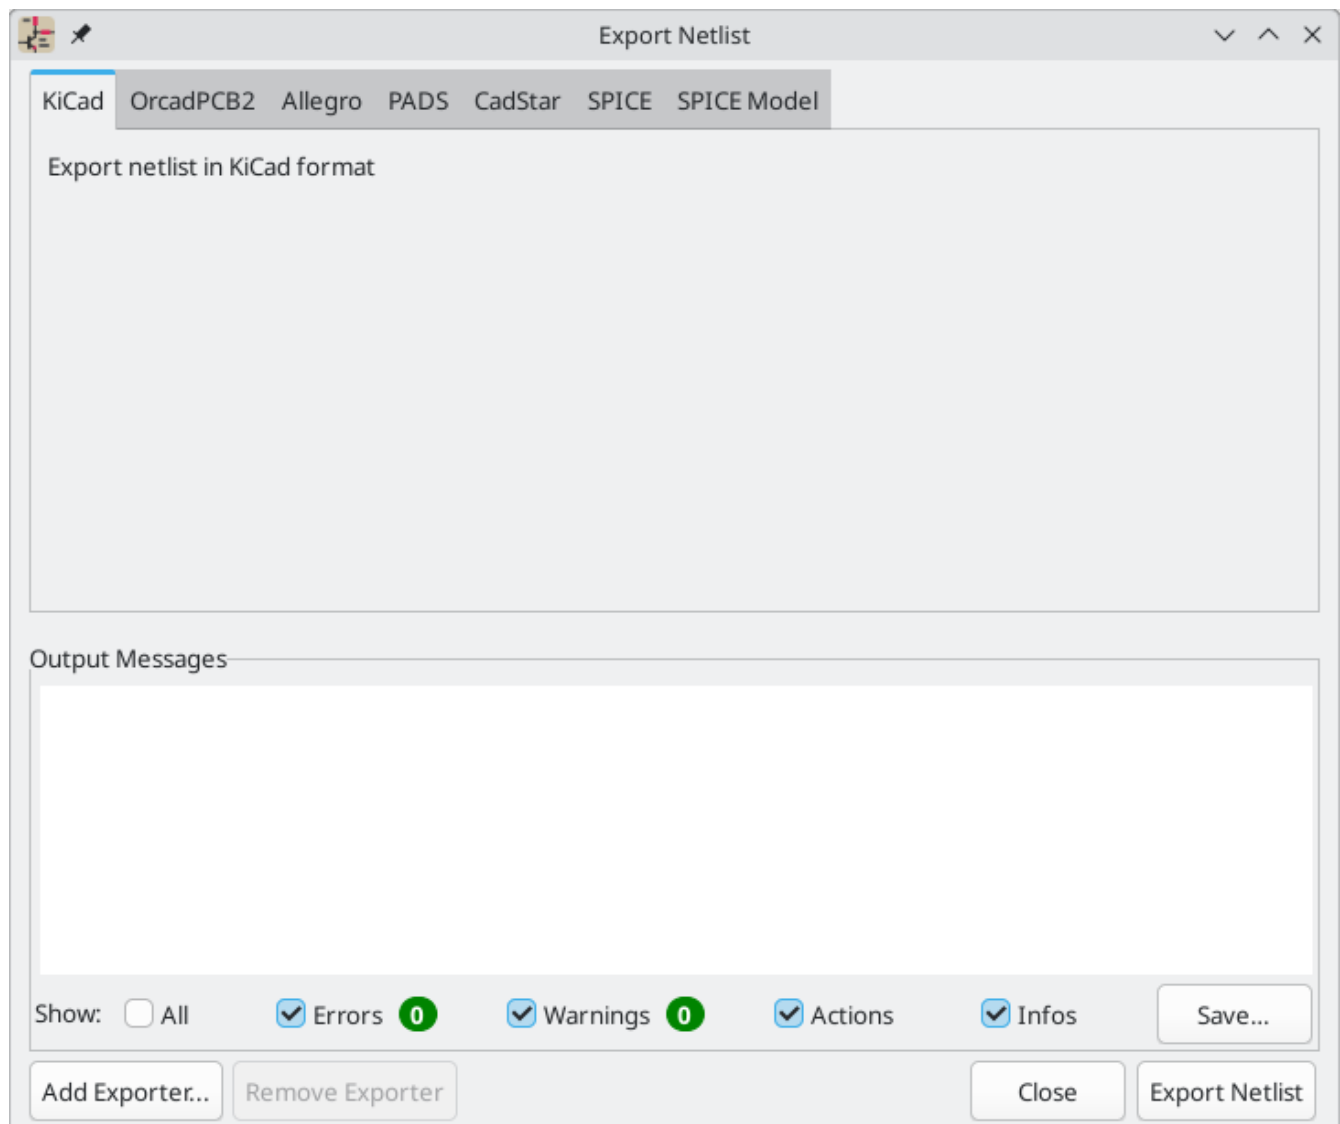 Export Netlist
KiCad OrcadPCB2 Allegro PADS CadStar SPICE SPICE Model
Export netlist in KiCad format
Output Messages
Show: All Errors 0 Warnings 0 Actions Infos Save...
Add Exporter... Remove Exporter Close Export Netlist